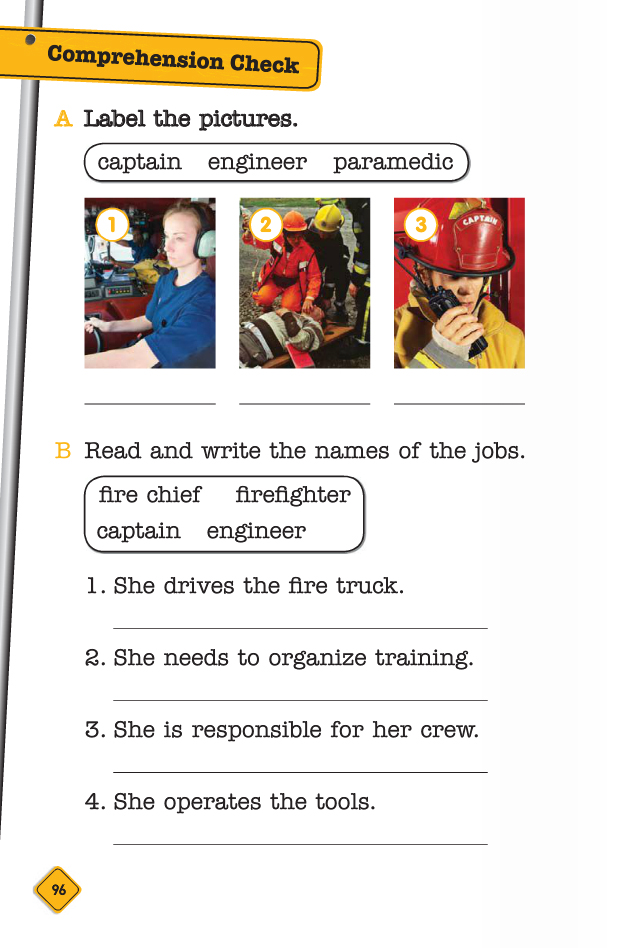 Comprehension Check
A Label the pictures.
captain engineer paramedic
1 2 3
CAPTAIN
B Read and write the names of the jobs.
fire chief firefighter
captain engineer
1. She drives the fire truck.
2. She needs to organize training.
3. She is responsible for her crew.
4. She operates the tools.
96